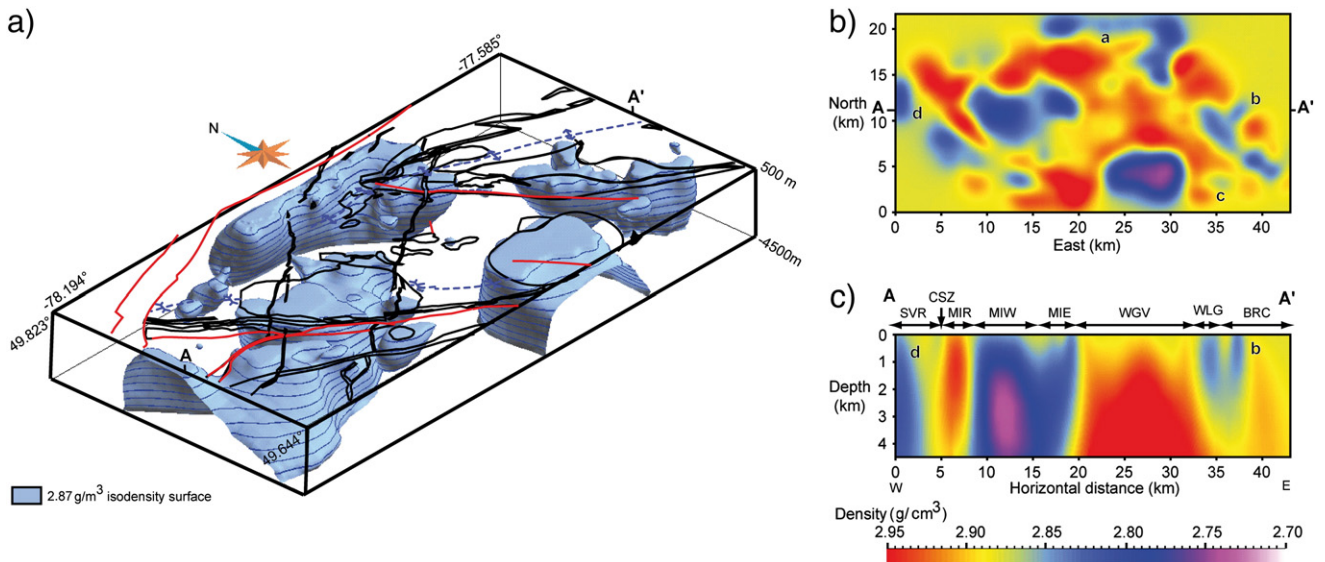 a)
-77.585°
A'
N
500 m
-4500m
-78.194°
49.823°
A
49.644°
2.87 g/m³ isodensity surface
b)
20
15
10
5
0
North
(km)
A
A'
a
b
c
d
0 5 10 15 20 25 30 35 40
East (km)
c)
A
A'
SVR CSZ MIR MIW MIE WGV WLG BRC
d
b
0
1
2
3
4
Depth
(km)
0 5 10 15 20 25 30 35 40
W Horizontal distance (km) E
Density (g/cm³)
2.95 2.90 2.85 2.80 2.75 2.70